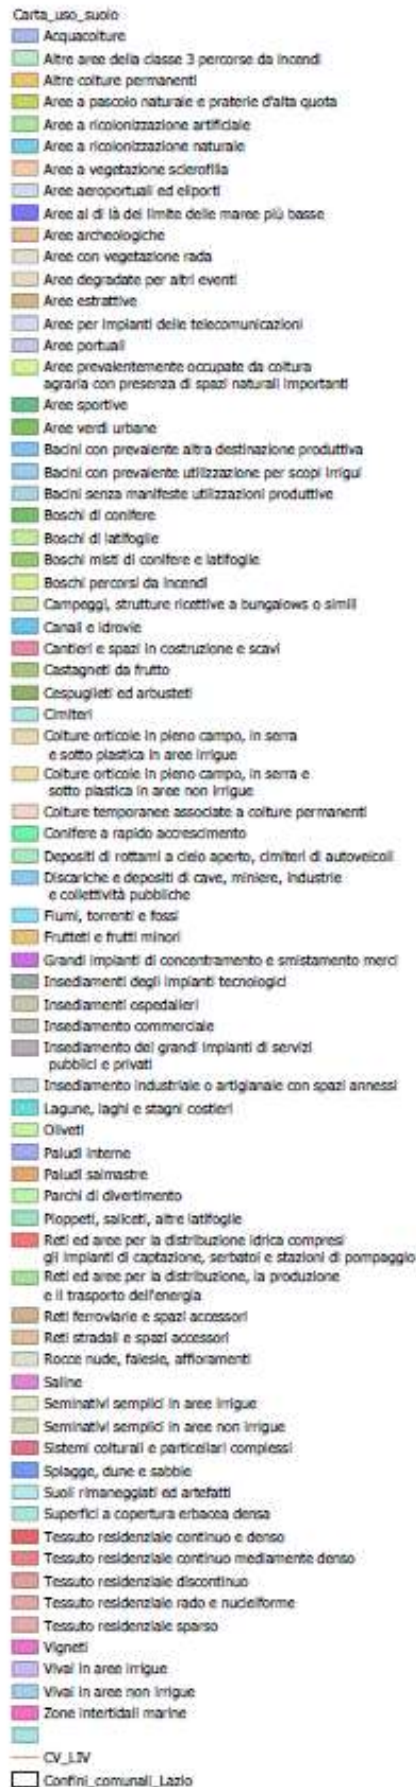 Carta_uso_suolo
Acquacolture
Altre aree della classe 3 percorse da incendi
Altre colture permanenti
Aree a pascolo naturale e praterie d'alta quota
Aree a ricolonizzazione artificiale
Aree a ricolonizzazione naturale
Aree a vegetazione sclerofilla
Aree aeroportuali ed eliporti
Aree al di là del limite delle maree più basse
Aree archeologiche
Aree con vegetazione rada
Aree degradate per altri eventi
Aree estrattive
Aree per impianti delle telecomunicazioni
Aree portuali
Aree prevalentemente occupate da coltura
agraria con presenza di spazi naturali importanti
Aree sportive
Aree verdi urbane
Bacini con prevalente altra destinazione produttiva
Bacini con prevalente utilizzazione per scopi irrigui
Bacini senza manifeste utilizzazioni produttive
Boschi di conifere
Boschi di latifoglie
Boschi misti di conifere e latifoglie
Boschi percorsi da incendi
Campeggi, strutture ricettive a bungalows o simili
Canali e idrovie
Cantieri e spazi in costruzione e scavi
Castagneti da frutto
Cespuglieti ed arbusteti
Cimiteri
Colture orticole in pieno campo, in serra
e sotto plastica in aree irrigue
Colture orticole in pieno campo, in serra e
sotto plastica in aree non irrigue
Colture temporanee associate a colture permanenti
Conifere a rapido accrescimento
Depositi di rottami a cielo aperto, cimiteri di autoveicoli
Discariche e depositi di cave, miniere, industrie
e collettività pubbliche
Fiumi, torrenti e fossi
Frutteti e frutti minori
Grandi impianti di concentramento e smistamento merci
Insediamenti degli impianti tecnologici
Insediamenti ospedalieri
Insediamento commerciale
Insediamento dei grandi impianti di servizi
pubblici e privati
Insediamento industriale o artigianale con spazi annessi
Lagune, laghi e stagni costieri
Oliveti
Paludi interne
Paludi salmastre
Parchi di divertimento
Pioppeti, saliceti, altre latifoglie
Reti ed aree per la distribuzione idrica compresi
gli impianti di captazione, serbatoi e stazioni di pompaggio
Reti ed aree per la distribuzione, la produzione
e il trasporto dell'energia
Reti ferroviarie e spazi accessori
Reti stradali e spazi accessori
Rocce nude, falesie, affioramenti
Saline
Seminativi semplici in aree irrigue
Seminativi semplici in aree non irrigue
Sistemi colturali e particellari complessi
Spiagge, dune e sabbie
Suoli rimaneggiati ed artefatti
Superfici a copertura erbacea densa
Tessuto residenziale continuo e denso
Tessuto residenziale continuo mediamente denso
Tessuto residenziale discontinuo
Tessuto residenziale rado e nucleiforme
Tessuto residenziale sparso
Vigneti
Vivai in aree irrigue
Vivai in aree non irrigue
Zone intertidali marine
CV_LIV
Confini_comunali_Lazio